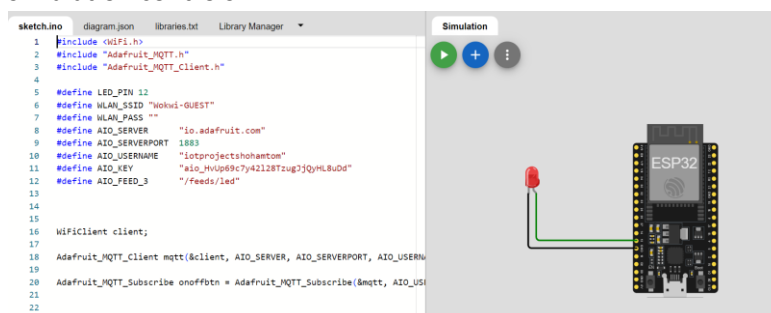 sketch.ino diagram.json libraries.txt Library Manager
Simulation
1 #include <WiFi.h>
2 #include "Adafruit_MQTT.h"
3 #include "Adafruit_MQTT_Client.h"
4
5 #define LED_PIN 12
6 #define WLAN_SSID "Wokwi-GUEST"
7 #define WLAN_PASS ""
8 #define AIO_SERVER "io.adafruit.com"
9 #define AIO_SERVERPORT 1883
10 #define AIO_USERNAME "iotprojectshohamtom"
11 #define AIO_KEY "aio_HvUp69c7y42l28TzugJjQyHL8uDd"
12 #define AIO_FEED_3 "/feeds/led"
13
14
15
16 WiFiClient client;
17
18 Adafruit_MQTT_Client mqtt(&client, AIO_SERVER, AIO_SERVERPORT, AIO_USERN
19
20 Adafruit_MQTT_Subscribe onoffbtn = Adafruit_MQTT_Subscribe(&mqtt, AIO_USE
21
22
ESP32